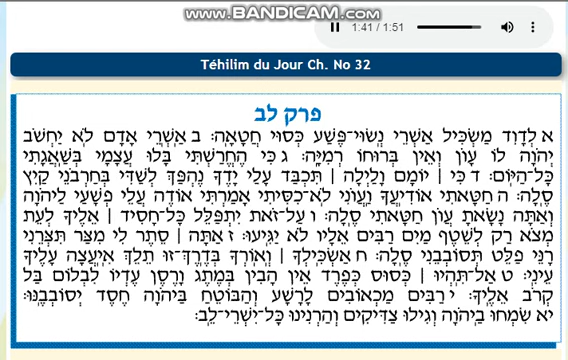 www.BANDICAM.com
1:41 / 1:51
Téhilim du Jour Ch. No 32
פרק לב
א לְדָוִד מַשְׂכִּיל אַשְׁרֵי נְשׂוּי-פֶּשַׁע כְּסוּי חֲטָאָה: ב אַשְׁרֵי אָדָם לֹא יַחְשֹׁב
יְהוָה לוֹ עָוֹן וְאֵין בְּרוּחוֹ רְמִיָּה: ג כִּי הֶחֱרַשְׁתִּי בָּלוּ עֲצָמָי בְּשַׁאֲגָתִי
כָּל-הַיּוֹם: ד כִּי | יוֹמָם וָלַיְלָה | תִּכְבַּד עָלַי יָדֶךָ נֶהְפַּךְ לְשַׁדִּי בְּחַרְבֹנֵי קַיִץ
סֶלָה: ה חַטָּאתִי אוֹדִיעֲךָ וַעֲוֹנִי לֹא-כִסִּיתִי אָמַרְתִּי אוֹדֶה עֲלֵי פְשָׁעַי לַיהוָה
וְאַתָּה נָשָׂאתָ עֲוֹן חַטָּאתִי סֶלָה: ו עַל-זֹאת יִתְפַּלֵּל כָּל-חָסִיד | אֵלֶיךָ לְעֵת
מְצֹא רַק לְשֵׁטֶף מַיִם רַבִּים אֵלָיו לֹא יַגִּיעוּ: ז אַתָּה | סֵתֶר לִי מִצַּר תִּצְּרֵנִי
רָנֵּי פַלֵּט תְּסוֹבְבֵנִי סֶלָה: ח אַשְׂכִּילְךָ | וְאוֹרְךָ בְּדֶרֶךְ-זוּ תֵלֵךְ אִיעֲצָה עָלֶיךָ
עֵינִי: ט אַל-תִּהְיוּ | כְּסוּס כְּפֶרֶד אֵין הָבִין בְּמֶתֶג וָרֶסֶן עֶדְיוֹ לִבְלוֹם בַּל
קְרֹב אֵלֶיךָ: י רַבִּים מַכְאוֹבִים לָרָשָׁע וְהַבּוֹטֵחַ בַּיהוָה חֶסֶד יְסוֹבְבֶנּוּ:
יא שִׂמְחוּ בַיהוָה וְגִילוּ צַדִּיקִים וְהַרְנִינוּ כָּל-יִשְׁרֵי-לֵב: